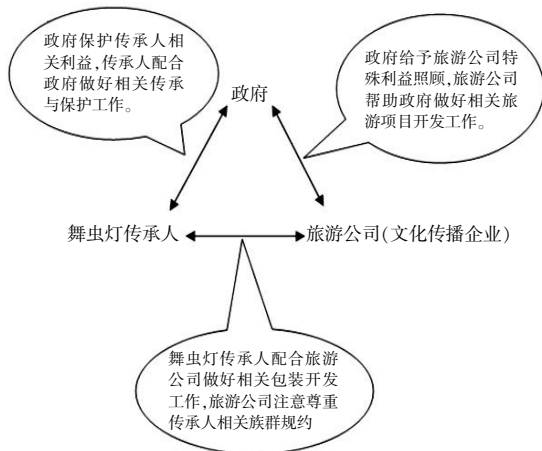 政府保护传承人相
关利益,传承人配合
政府做好相关传承
与保护工作。
政府给予旅游公司特
殊利益照顾,旅游公司
帮助政府做好相关旅
游项目开发工作。
政府
舞虫灯传承人
旅游公司(文化传播企业)
舞虫灯传承人配合旅游
公司做好相关包装开发
工作,旅游公司注意尊重
传承人相关族群规约